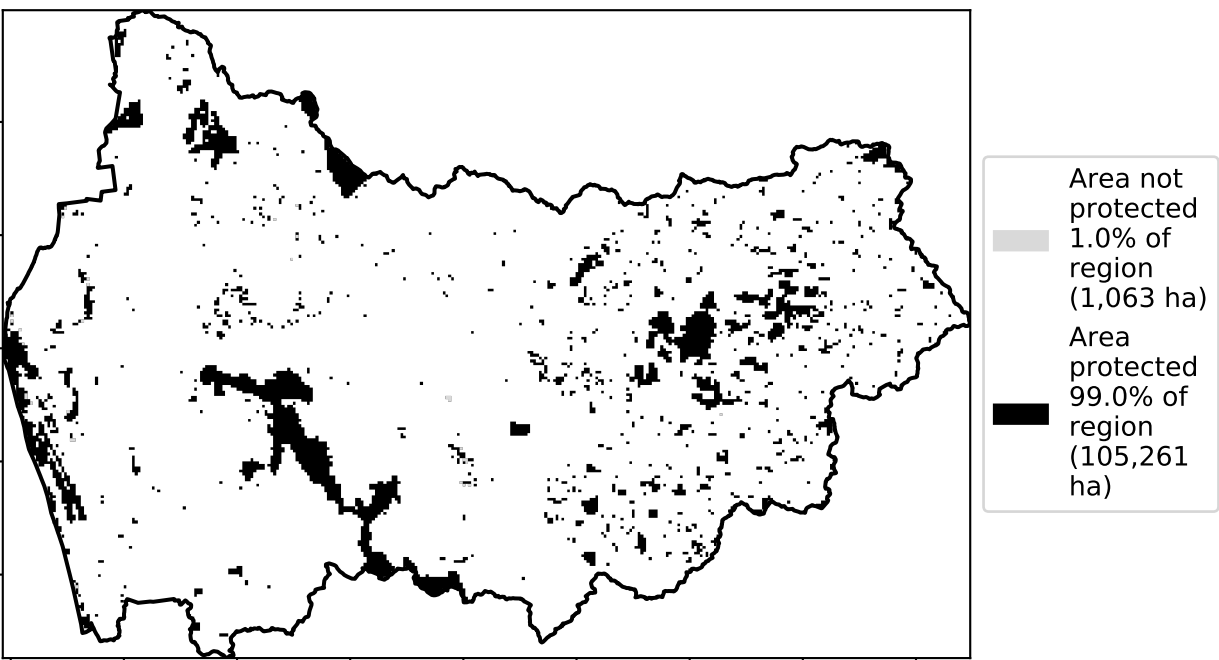 Area not
protected
1.0% of
region
(1,063 ha)
Area
protected
99.0% of
region
(105,261
ha)